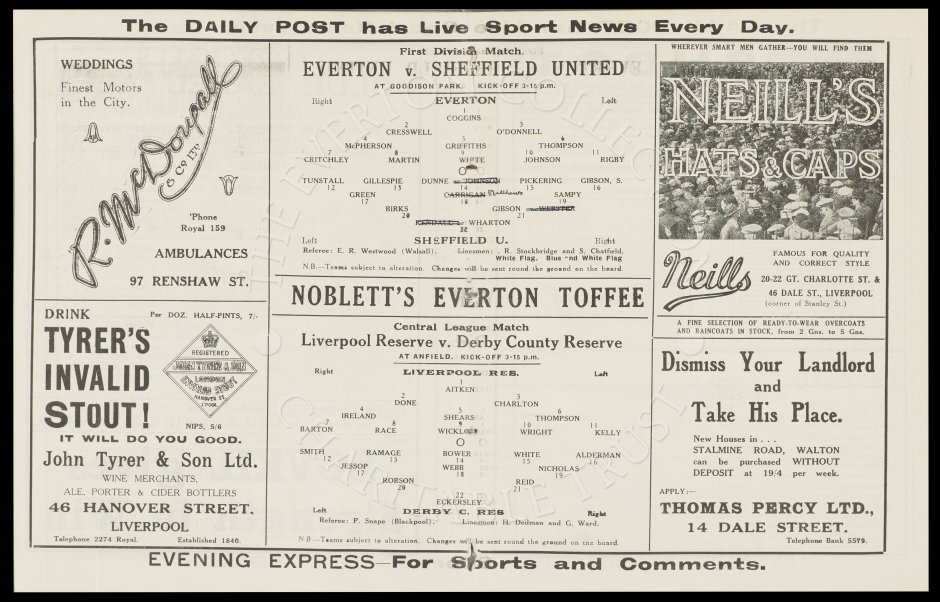 The DAILY POST has Live Sport News Every Day.
WEDDINGS
Finest Motors
in the City.
R. McDougall
& CO LTD
'Phone
Royal 159
AMBULANCES
97 RENSHAW ST.
DRINK Per DOZ. HALF-PINTS, 7/-
TYRER'S
INVALID
STOUT!
REGISTERED
JOHN TYRER & SON
LONDON
INVALID STOUT
HANOVER ST.
L'POOL
NIPS, 5/6
IT WILL DO YOU GOOD.
John Tyrer & Son Ltd.
WINE MERCHANTS,
ALE, PORTER & CIDER BOTTLERS
46 HANOVER STREET,
LIVERPOOL
Telephone 2274 Royal. Established 1840.
First Division Match.
EVERTON v. SHEFFIELD UNITED
AT GOODISON PARK. KICK-OFF 3-15 p.m.
Right EVERTON Left
1
COGGINS
2 3
CRESSWELL O'DONNELL
4 5 6
McPHERSON GRIFFITHS THOMPSON
7 8 9 10 11
CRITCHLEY MARTIN WHITE JOHNSON RIGBY
O
TUNSTALL GILLESPIE DUNNE JOHNSON PICKERING GIBSON, S.
12 13 14 15 16
GREEN CARRIGAN Matthews SAMPY
17 18 19
BIRKS GIBSON WEBSTER
20 21
KENDALL WHARTON
22
Left SHEFFIELD U. Right
Referee: E. R. Westwood (Walsall). Linesmen: R. Stockbridge and S. Chatfield,
White Flag. Blue and White Flag
N.B.—Teams subject to alteration. Changes will be sent round the ground on the board.
NOBLETT'S EVERTON TOFFEE
Central League Match
Liverpool Reserve v. Derby County Reserve
AT ANFIELD. KICK-OFF 3-15 p.m.
Right LIVERPOOL RES. Left
1
AITKEN
2 3
DONE CHARLTON
4 5 6
IRELAND SHEARS THOMPSON
7 8 9 10 11
BARTON RACE WRIGHT KELLY
O
SMITH RAMAGE BOWER WHITE ALDERMAN
12 13 14 15 16
JESSOP WEBB NICHOLAS
17 18 19
ROBSON REID
20 21
22
ECKERSLEY
Left DERBY C. RES Right
Referee: P. Snape (Blackpool). Linesmen: H. Dedman and G. Ward.
N.B—Teams subject to alteration. Changes will be sent round the ground on the board.
WHEREVER SMART MEN GATHER—YOU WILL FIND THEM
NEILL'S
HATS & CAPS
Neills
FAMOUS FOR QUALITY
AND CORRECT STYLE
20-22 GT. CHARLOTTE ST. &
46 DALE ST., LIVERPOOL
(corner of Stanley St.)
A FINE SELECTION OF READY-TO-WEAR OVERCOATS
AND RAINCOATS IN STOCK, from 2 Gns. to 5 Gns.
Dismiss Your Landlord
and
Take His Place.
New Houses in . . .
STALMINE ROAD, WALTON
can be purchased WITHOUT
DEPOSIT at 19/4 per week.
APPLY:—
THOMAS PERCY LTD.,
14 DALE STREET.
Telephone Bank 5579.
EVENING EXPRESS—For Sports and Comments.
THE EVERTON COLLECTION
CHARITABLE TRUST